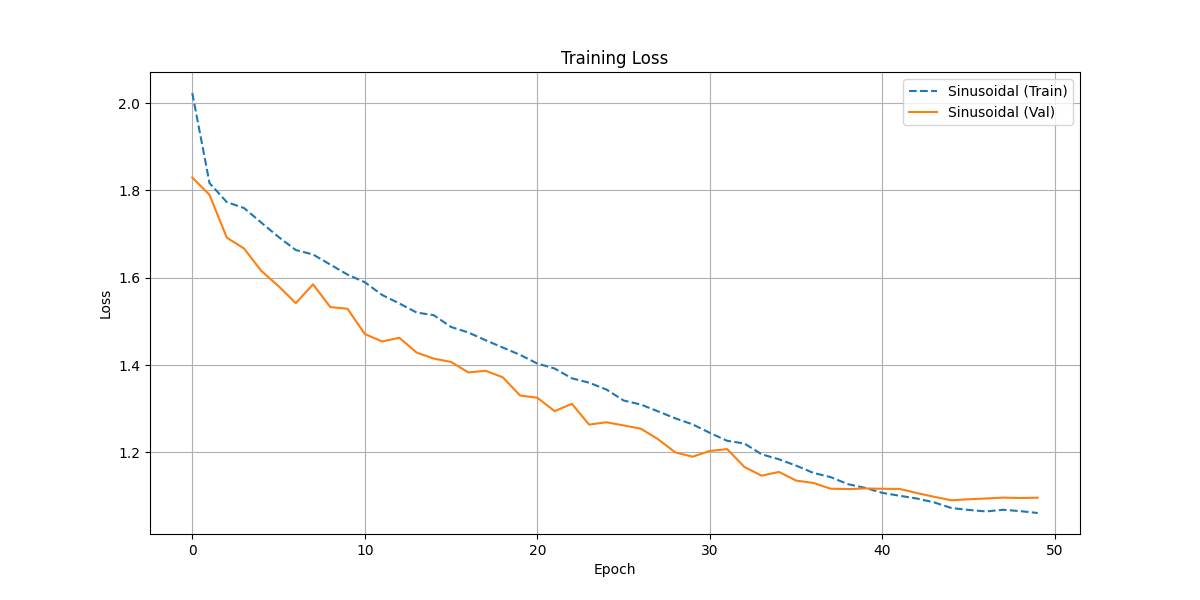 Training Loss
Sinusoidal (Train)
Sinusoidal (Val)
2.0
1.8
1.6
1.4
1.2
Loss
0 10 20 30 40 50
Epoch